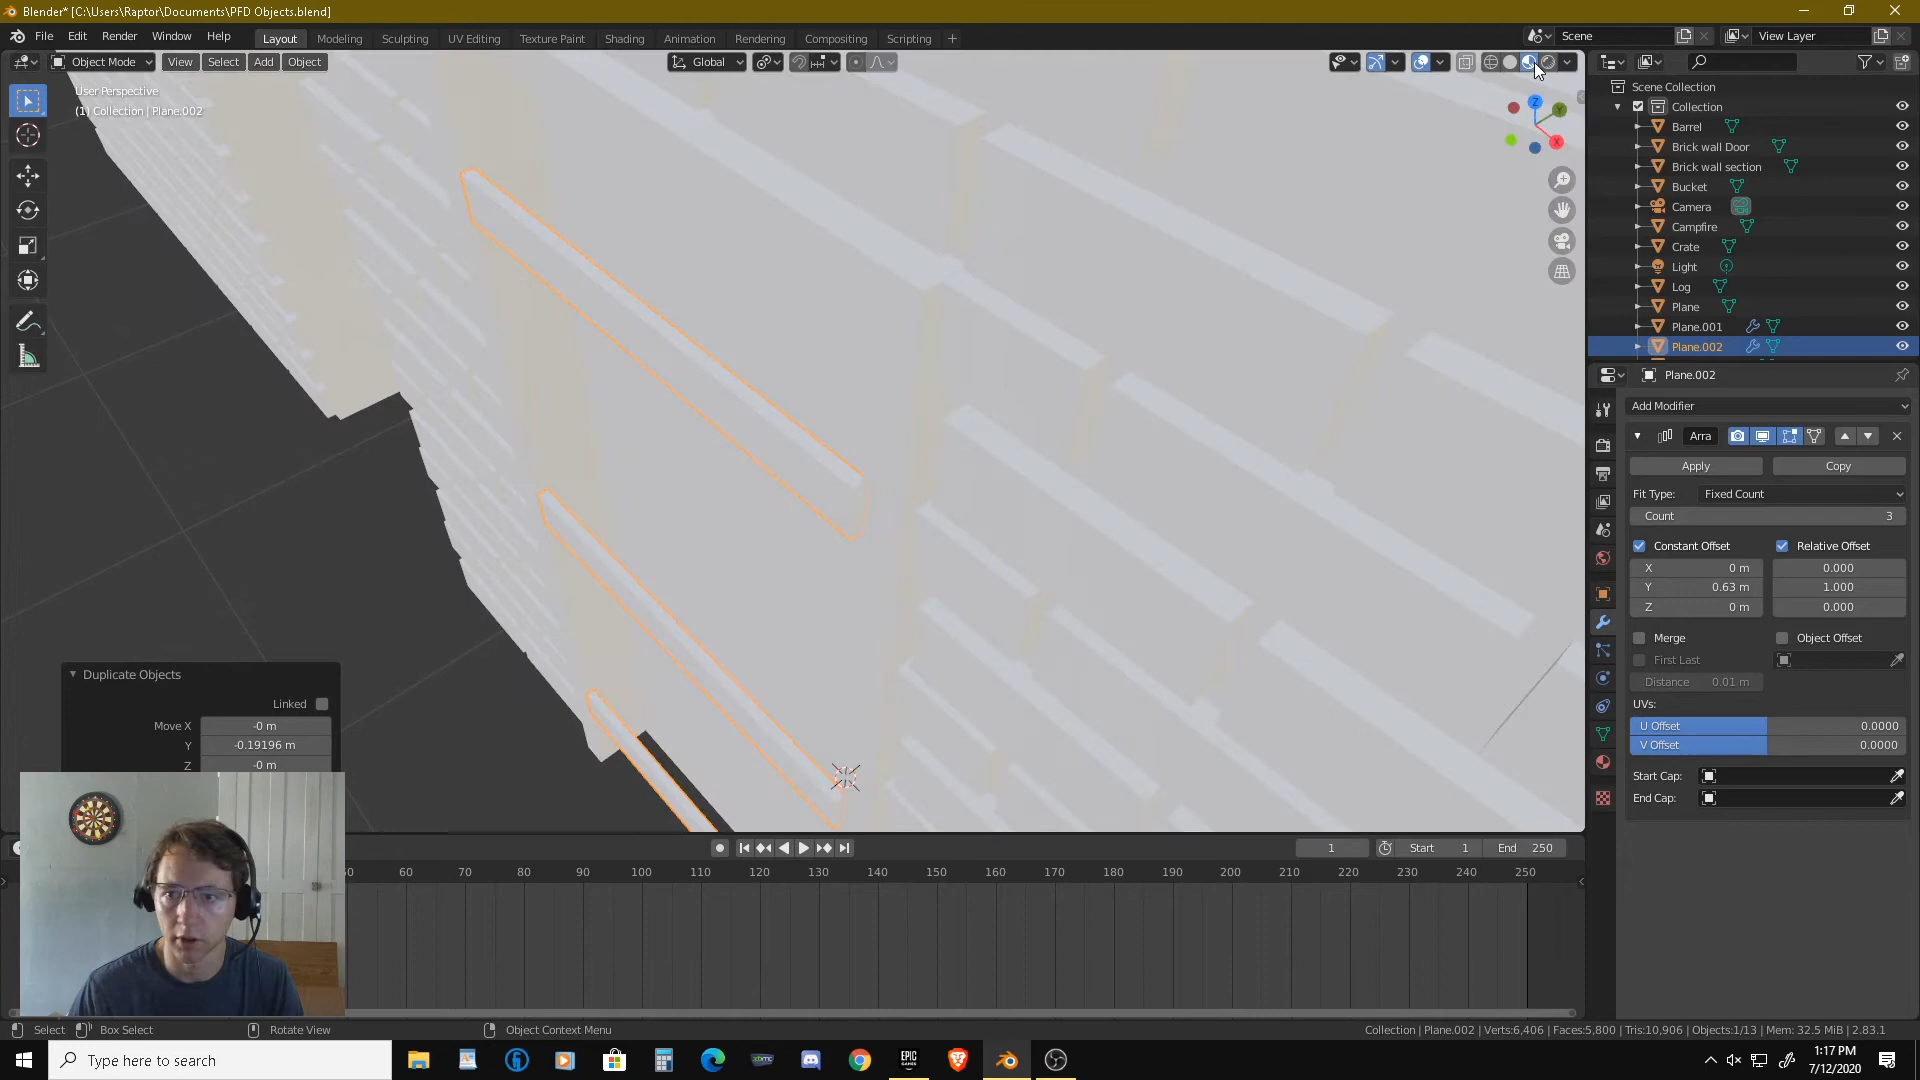 Blender* [C:\Users\Raptor\Documents\PFD Objects.blend]
File Edit Render Window Help
Layout Modeling Sculpting UV Editing Texture Paint Shading Animation Rendering Compositing Scripting
Scene
View Layer
Object Mode View Select Add Object
Global
User Perspective
(1) Collection | Plane.002
Z
Y
X
Scene Collection
Collection
Barrel
Brick wall Door
Brick wall section
Bucket
Camera
Campfire
Crate
Light
Log
Plane
Plane.001
Plane.002
Plane.002
Add Modifier
Arra
Apply Copy
Fit Type: Fixed Count
Count 3
Constant Offset Relative Offset
X 0 m 0.000
Y 0.63 m 1.000
Z 0 m 0.000
Merge Object Offset
First Last
Distance 0.01 m
UVs:
U Offset 0.0000
V Offset 0.0000
Start Cap:
End Cap:
Duplicate Objects
Linked
Move X -0 m
Y -0.19196 m
Z -0 m
1 Start 1 End 250
60 70 80 90 100 110 120 130 140 150 160 170 180 190 200 210 220 230 240 250
Select Box Select Rotate View Object Context Menu
Collection | Plane.002 | Verts:6,406 | Faces:5,800 | Tris:10,906 | Objects:1/13 | Mem: 32.5 MiB | 2.83.1
Type here to search
EPIC GAMES
1:17 PM
7/12/2020